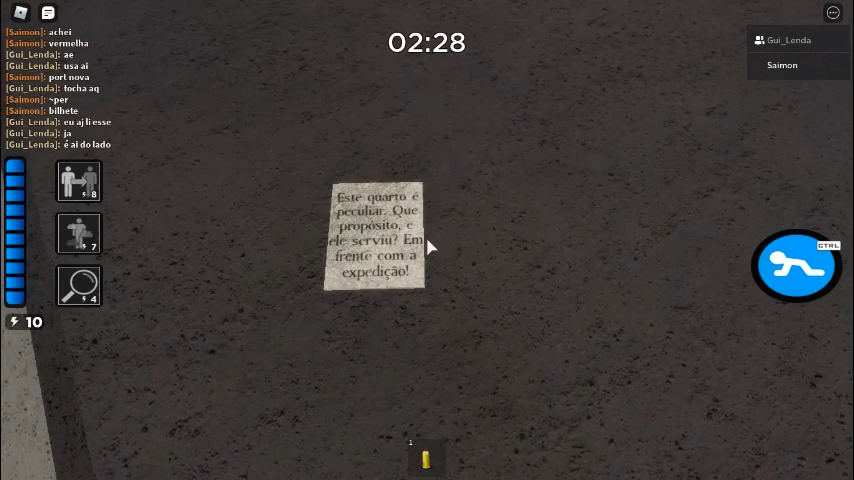 [Saimon]: achei
[Saimon]: vermelha
[Gui_Lenda]: ae
[Gui_Lenda]: usa ai
[Saimon]: port nova
[Gui_Lenda]: tocha aq
[Saimon]: ~per
[Saimon]: bilhete
[Gui_Lenda]: eu aj li esse
[Gui_Lenda]: ja
[Gui_Lenda]: é ai do lado
02:28
Gui_Lenda
Saimon
8
7
4
10
Este quarto é
peculiar. Que
propósito, e
ele serviu? Em
frente com a
expedição!
CTRL
1